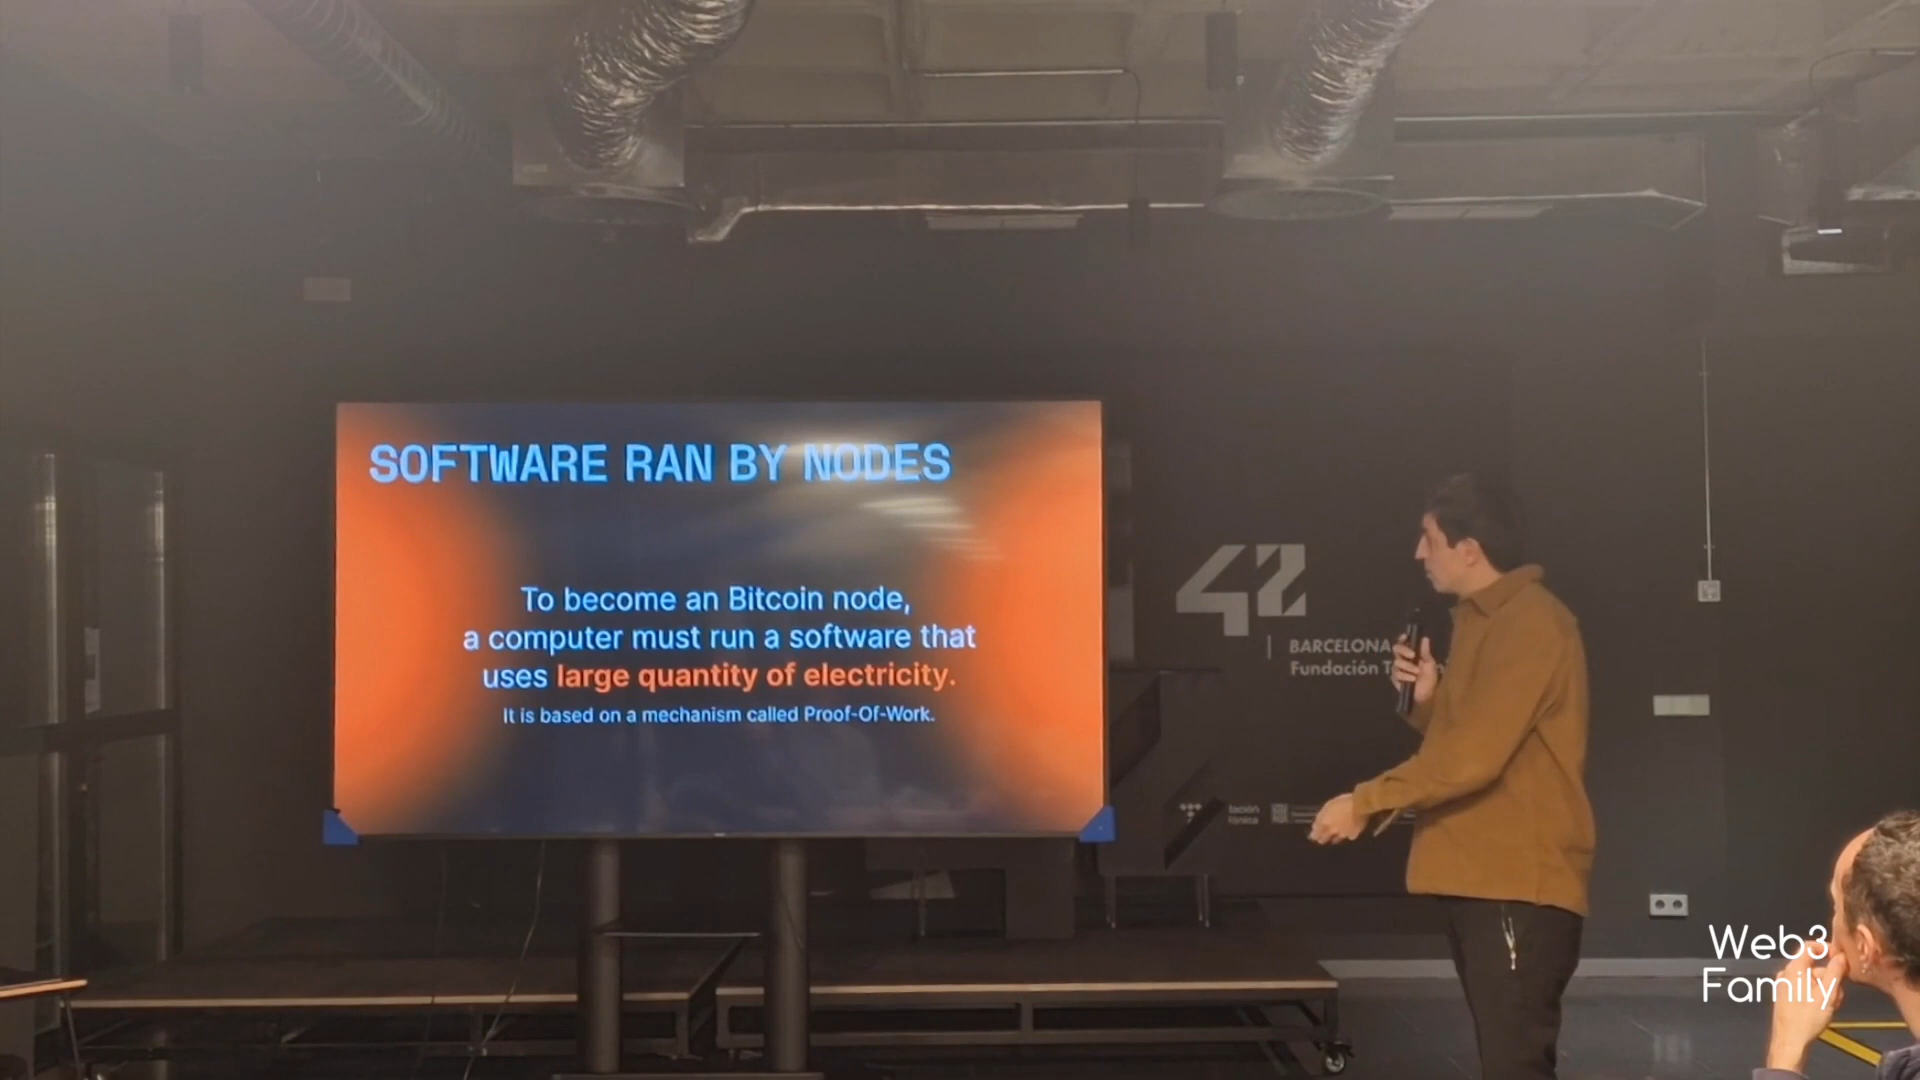 SOFTWARE RAN BY NODES
To become an Bitcoin node,
a computer must run a software that
uses large quantity of electricity.
It is based on a mechanism called Proof-Of-Work.
42
BARCELONA
Fundación
Web3
Family